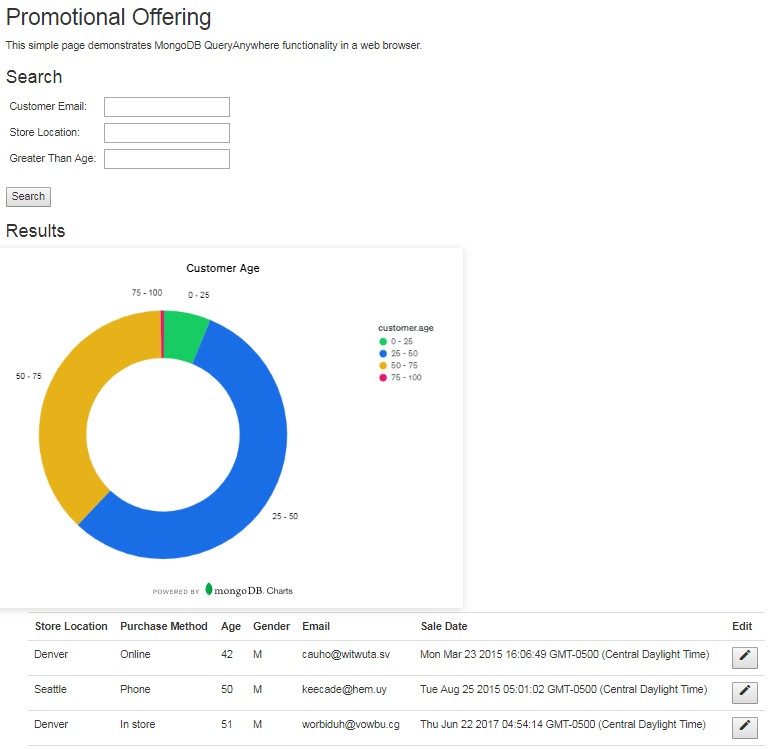 Promotional Offering
This simple page demonstrates MongoDB QueryAnywhere functionality in a web browser.
Search
Customer Email:
Store Location:
Greater Than Age:
Search
Results
Customer Age
75 - 100
0 - 25
customer.age
0 - 25
25 - 50
50 - 75
75 - 100
50 - 75
25 - 50
POWERED BY mongoDB. Charts
Store Location Purchase Method Age Gender Email Sale Date Edit
Denver Online 42 M cauho@witwuta.sv Mon Mar 23 2015 16:06:49 GMT-0500 (Central Daylight Time)
Seattle Phone 50 M keecade@hem.uy Tue Aug 25 2015 05:01:02 GMT-0500 (Central Daylight Time)
Denver In store 51 M worbiduh@vowbu.cg Thu Jun 22 2017 04:54:14 GMT-0500 (Central Daylight Time)